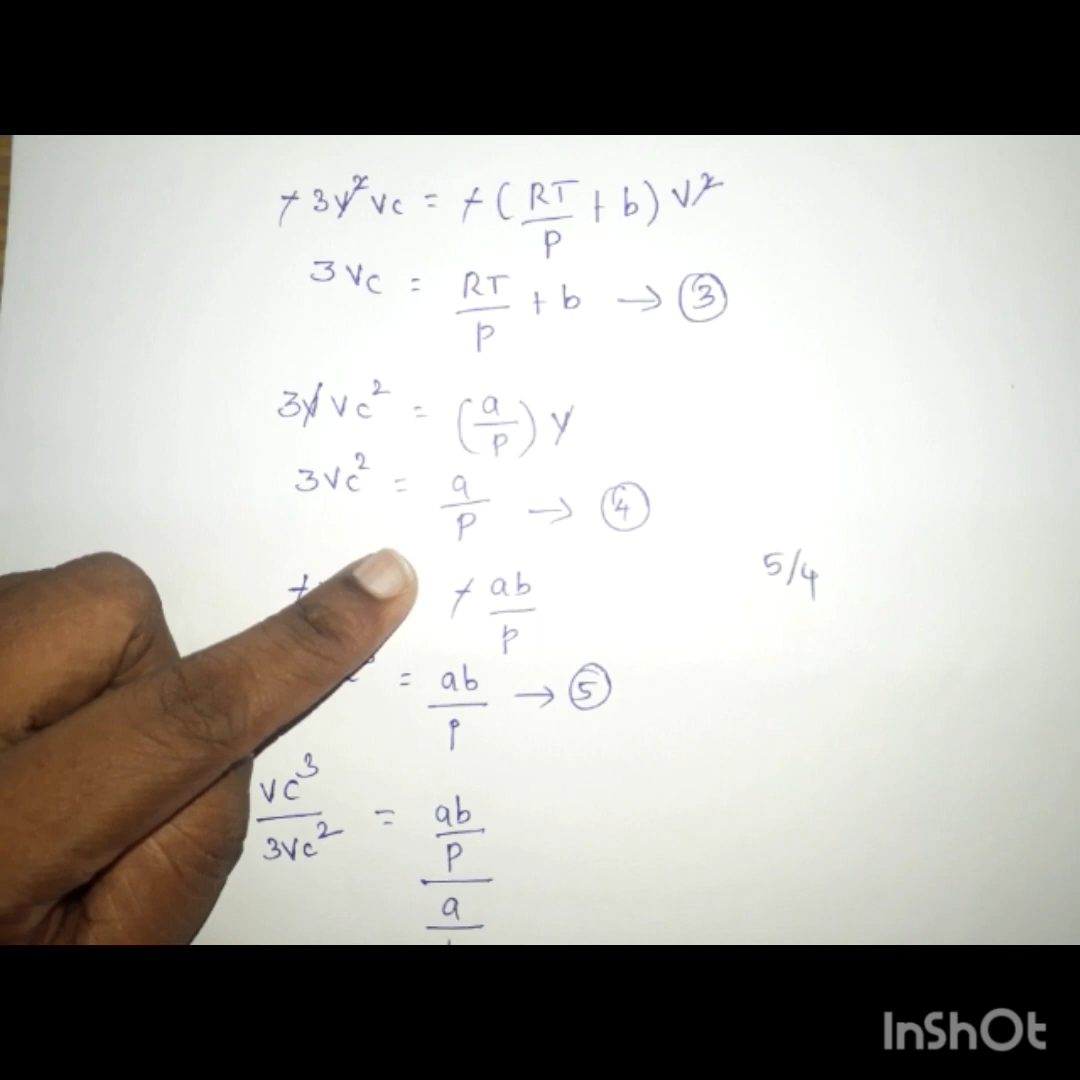 -3V²Vc = -(RT/P + b) V²
3Vc = RT/P + b → ③
3V Vc² = (a/P) V
3Vc² = a/P → ④
- ab/P
5/4
= ab/P → ⑤
Vc³/3Vc² = ab/P / a
InShOt